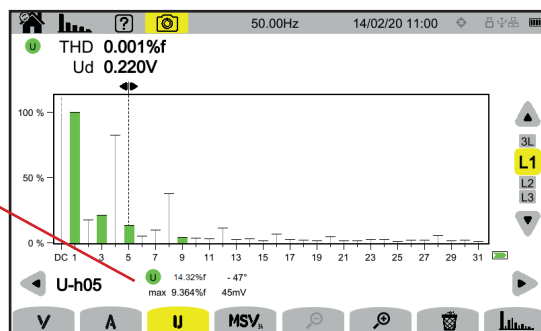 ? 50.00Hz 14/02/20 11:00
U THD 0.001%f
Ud 0.220V
100 %
50 %
0 %
DC 1 3 5 7 9 11 13 15 17 19 21 23 25 27 29 31
3L
L1
L2
L3
U-h05 U 14.32%f - 47°
max 9.364%f 45mV
V A U MSV